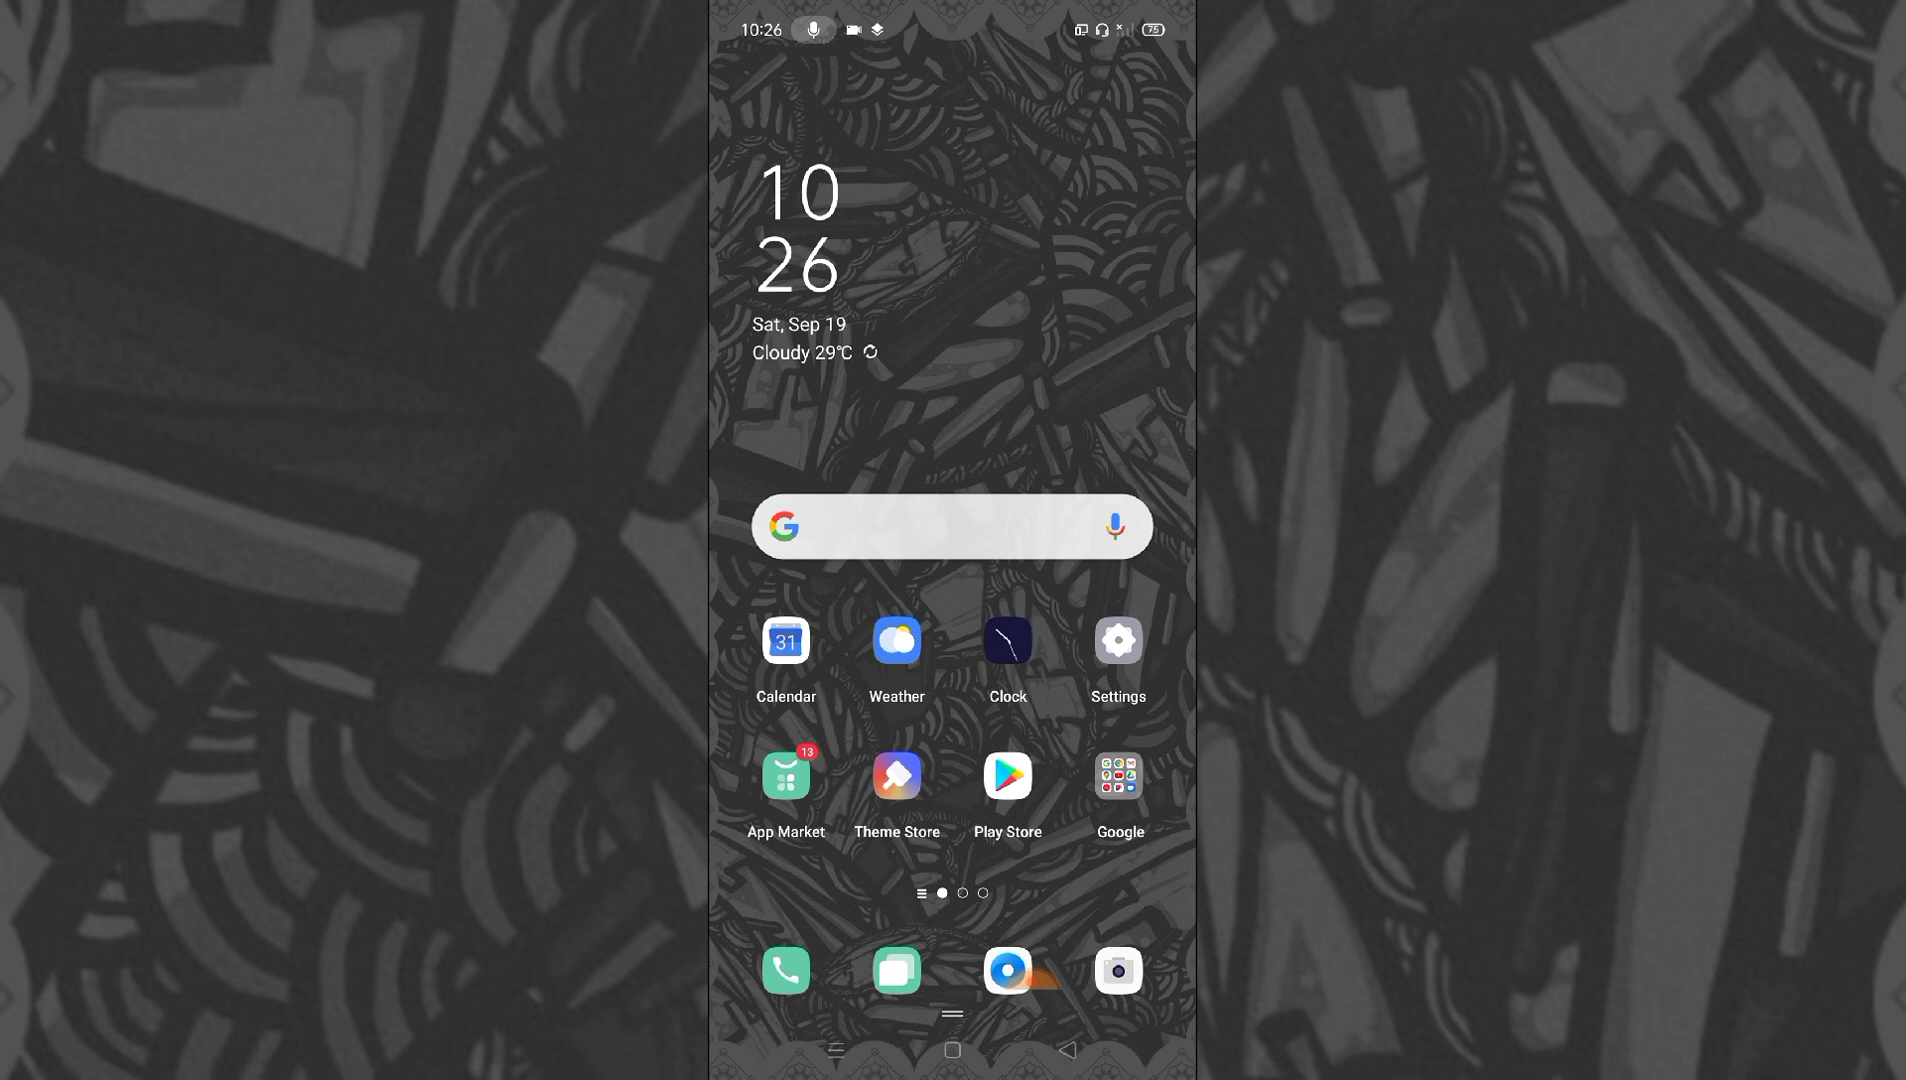 10:26
75
10
26
Sat, Sep 19
Cloudy 29°C
G
31
Calendar Weather Clock Settings
13
App Market Theme Store Play Store Google